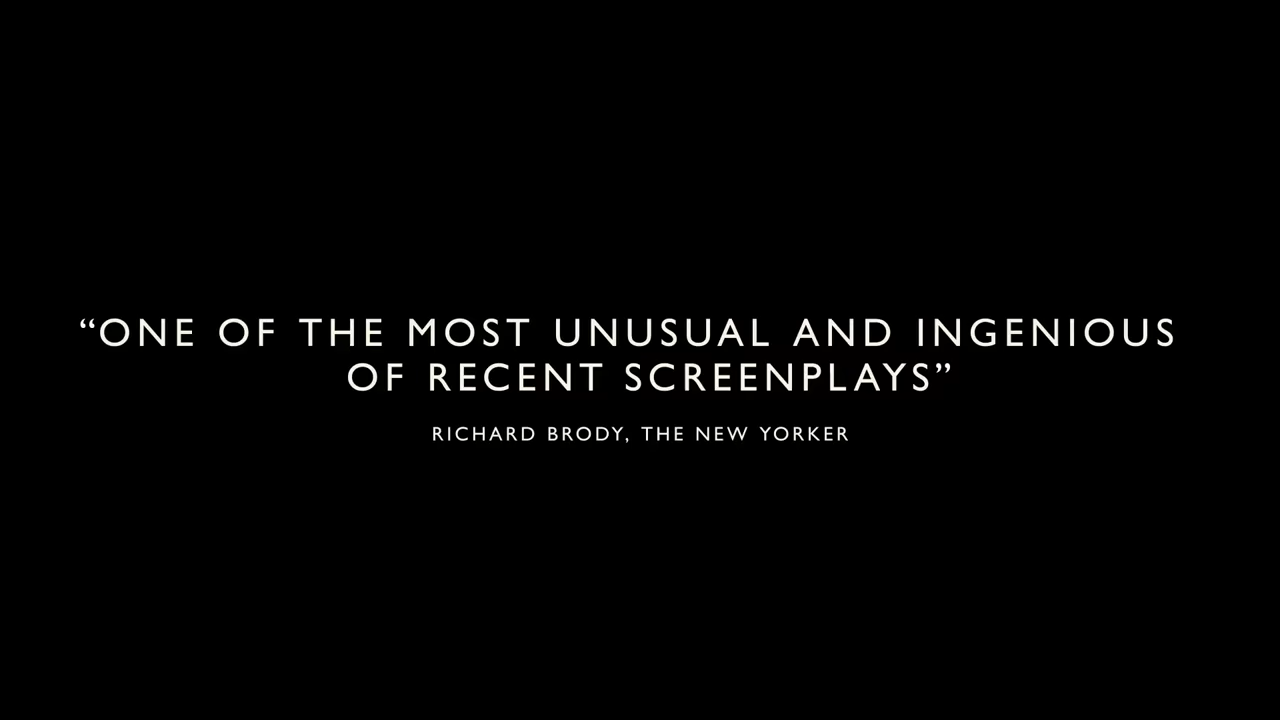 “ONE OF THE MOST UNUSUAL AND INGENIOUS
OF RECENT SCREENPLAYS”
RICHARD BRODY, THE NEW YORKER